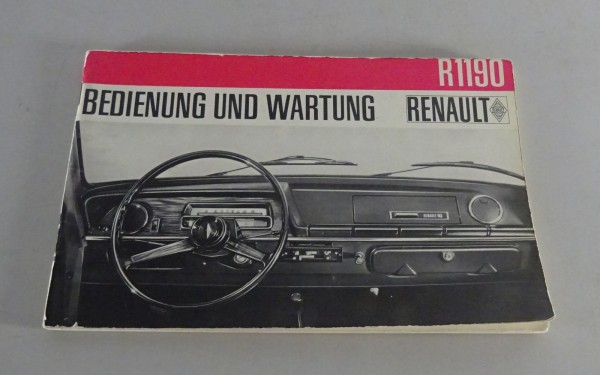 R1190
BEDIENUNG UND WARTUNG RENAULT